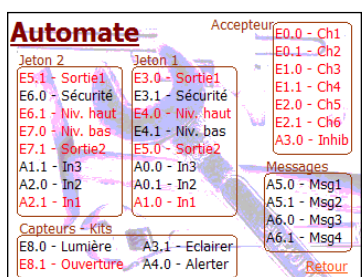 Automate
Accepteur
E0.0 - Ch1
E0.1 - Ch2
E1.0 - Ch3
E1.1 - Ch4
E2.0 - Ch5
E2.1 - Ch6
A3.0 - Inhib
Jeton 2
E5.1 - Sortie1
E6.0 - Sécurité
E6.1 - Niv. haut
E7.0 - Niv. bas
E7.1 - Sortie2
A1.1 - In3
A2.0 - In2
A2.1 - In1
Jeton 1
E3.0 - Sortie1
E3.1 - Sécurité
E4.0 - Niv. haut
E4.1 - Niv. bas
E5.0 - Sortie2
A0.0 - In3
A0.1 - In2
A1.0 - In1
Messages
A5.0 - Msg1
A5.1 - Msg2
A6.0 - Msg3
A6.1 - Msg4
Capteurs - Kits
E8.0 - Lumière A3.1 - Eclairer
E8.1 - Ouverture A4.0 - Alerter
Retour